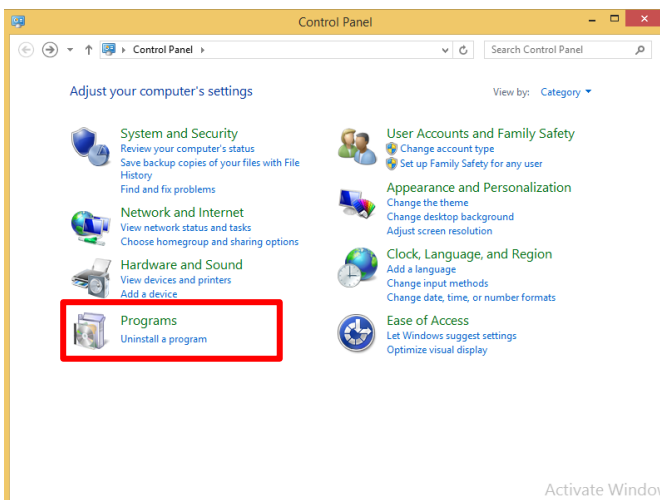 Control Panel
Control Panel
Search Control Panel
Adjust your computer's settings
View by: Category
System and Security
Review your computer's status
Save backup copies of your files with File
History
Find and fix problems
Network and Internet
View network status and tasks
Choose homegroup and sharing options
Hardware and Sound
View devices and printers
Add a device
Programs
Uninstall a program
User Accounts and Family Safety
Change account type
Set up Family Safety for any user
Appearance and Personalization
Change the theme
Change desktop background
Adjust screen resolution
Clock, Language, and Region
Add a language
Change input methods
Change date, time, or number formats
Ease of Access
Let Windows suggest settings
Optimize visual display
Activate